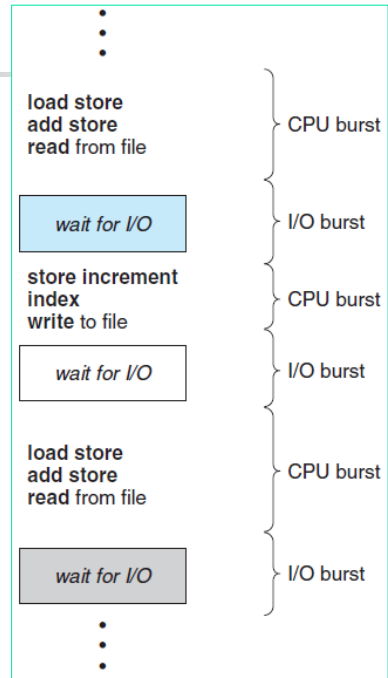 load store
add store
read from file
CPU burst
wait for I/O
I/O burst
store increment
index
write to file
CPU burst
wait for I/O
I/O burst
load store
add store
read from file
CPU burst
wait for I/O
I/O burst